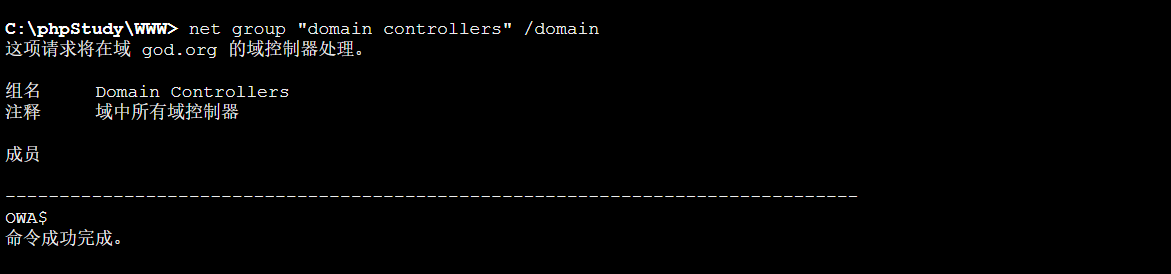 C:\phpStudy\WWW> net group "domain controllers" /domain
这项请求将在域 god.org 的域控制器处理。
组名     Domain Controllers
注释     域中所有域控制器
成员
-------------------------------------------------------------------------------
OWA$
命令成功完成。